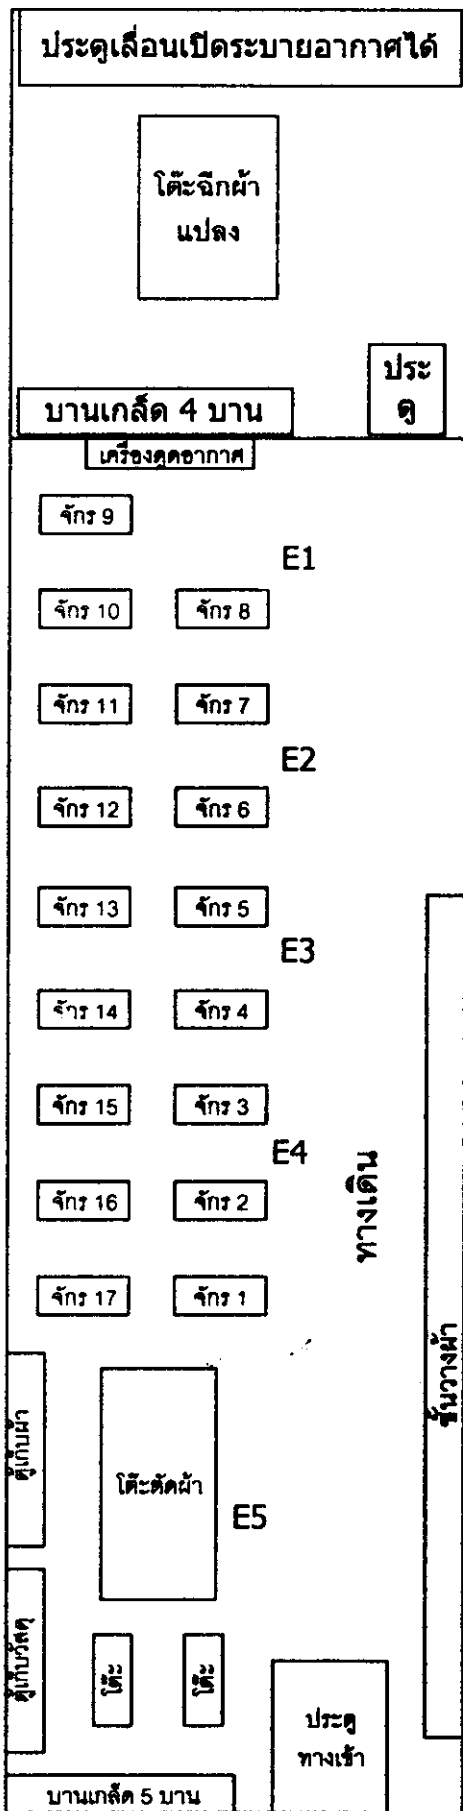 ประตูเลื่อนเปิดระบายอากาศได้
โต๊ะฉีกผ้า
แปลง
ประ
ตู
บานเกล็ด 4 บาน
เครื่องดูดอากาศ
จักร 9
E1
จักร 10
จักร 8
จักร 11
จักร 7
E2
จักร 12
จักร 6
จักร 13
จักร 5
E3
จักร 14
จักร 4
จักร 15
จักร 3
E4
ทางเดิน
จักร 16
จักร 2
จักร 17
จักร 1
ชั้นวางผ้า
ตู้เก็บผ้า
โต๊ะตัดผ้า
E5
ตู้เก็บวัสดุ
โต๊ะ
โต๊ะ
ประตู
ทางเข้า
บานเกล็ด 5 บาน